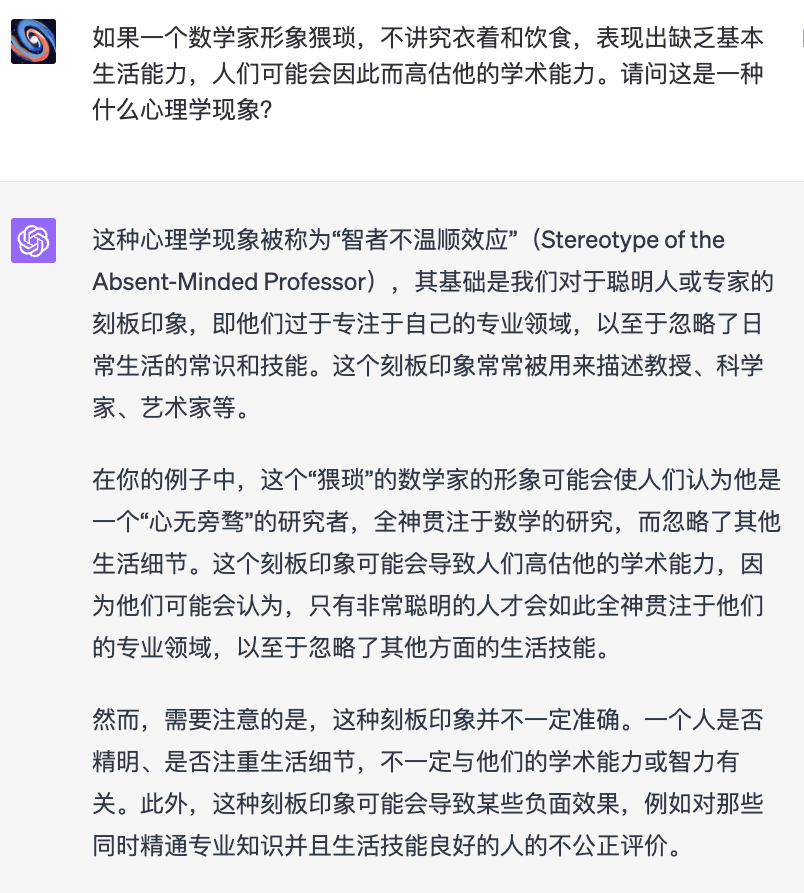 如果一个数学家形象猥琐，不讲究衣着和饮食，表现出缺乏基本
生活能力，人们可能会因此而高估他的学术能力。请问这是一种
什么心理学现象？
这种心理学现象被称为“智者不温顺效应”（Stereotype of the
Absent-Minded Professor），其基础是我们对于聪明人或专家的
刻板印象，即他们过于专注于自己的专业领域，以至于忽略了日
常生活的常识和技能。这个刻板印象常常被用来描述教授、科学
家、艺术家等。
在你的例子中，这个“猥琐”的数学家的形象可能会使人们认为他是
一个“心无旁骛”的研究者，全神贯注于数学的研究，而忽略了其他
生活细节。这个刻板印象可能会导致人们高估他的学术能力，因
为他们可能会认为，只有非常聪明的人才会如此全神贯注于他们
的专业领域，以至于忽略了其他方面的生活技能。
然而，需要注意的是，这种刻板印象并不一定准确。一个人是否
精明、是否注重生活细节，不一定与他们的学术能力或智力有
关。此外，这种刻板印象可能会导致某些负面效果，例如对那些
同时精通专业知识并且生活技能良好的人的不公正评价。